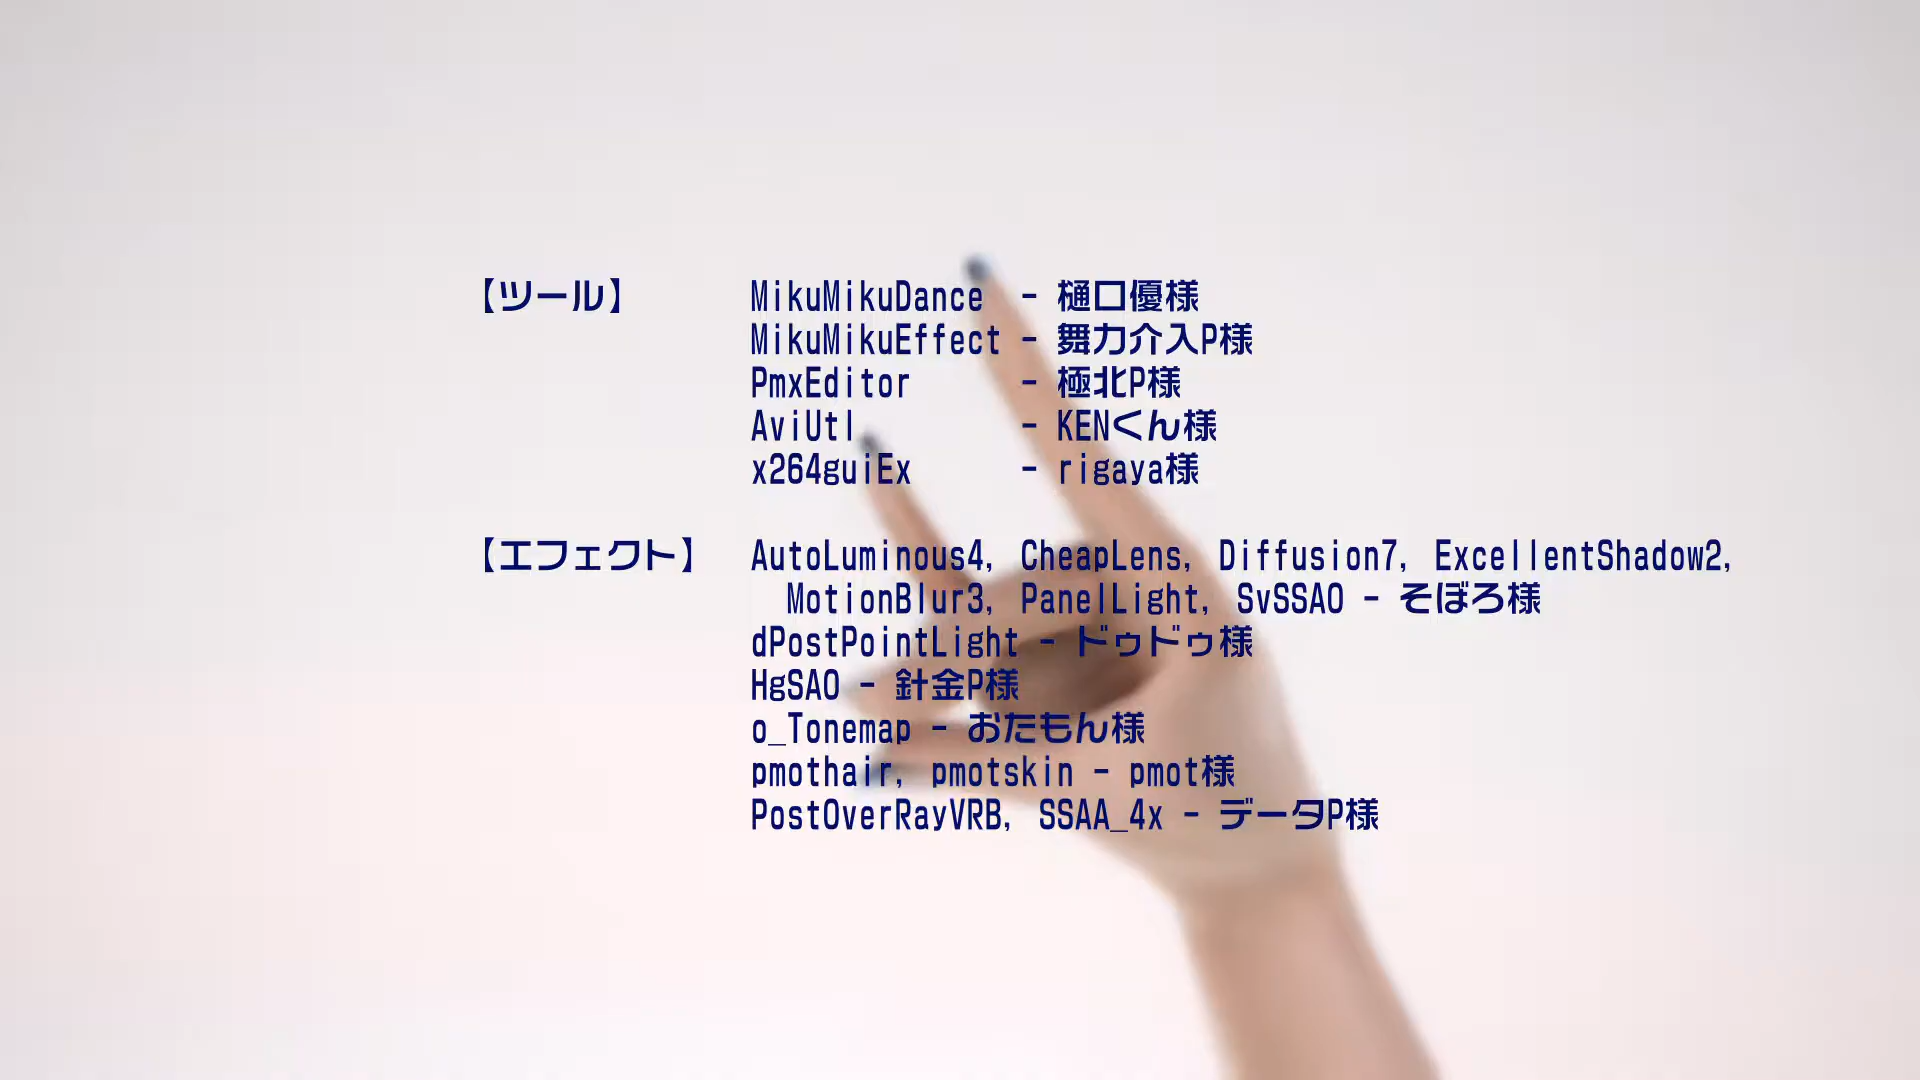 【ツール】 MikuMikuDance - 樋口優様
MikuMikuEffect - 舞力介入P様
PmxEditor - 極北P様
AviUtl - KENくん様
x264guiEx - rigaya様
【エフェクト】 AutoLuminous4, CheapLens, Diffusion7, ExcellentShadow2,
MotionBlur3, PanelLight, SvSSAO - そぼろ様
dPostPointLight - ドゥドゥ様
HgSAO - 針金P様
o_Tonemap - おたもん様
pmothair, pmotskin - pmot様
PostOverRayVRB, SSAA_4x - データP様